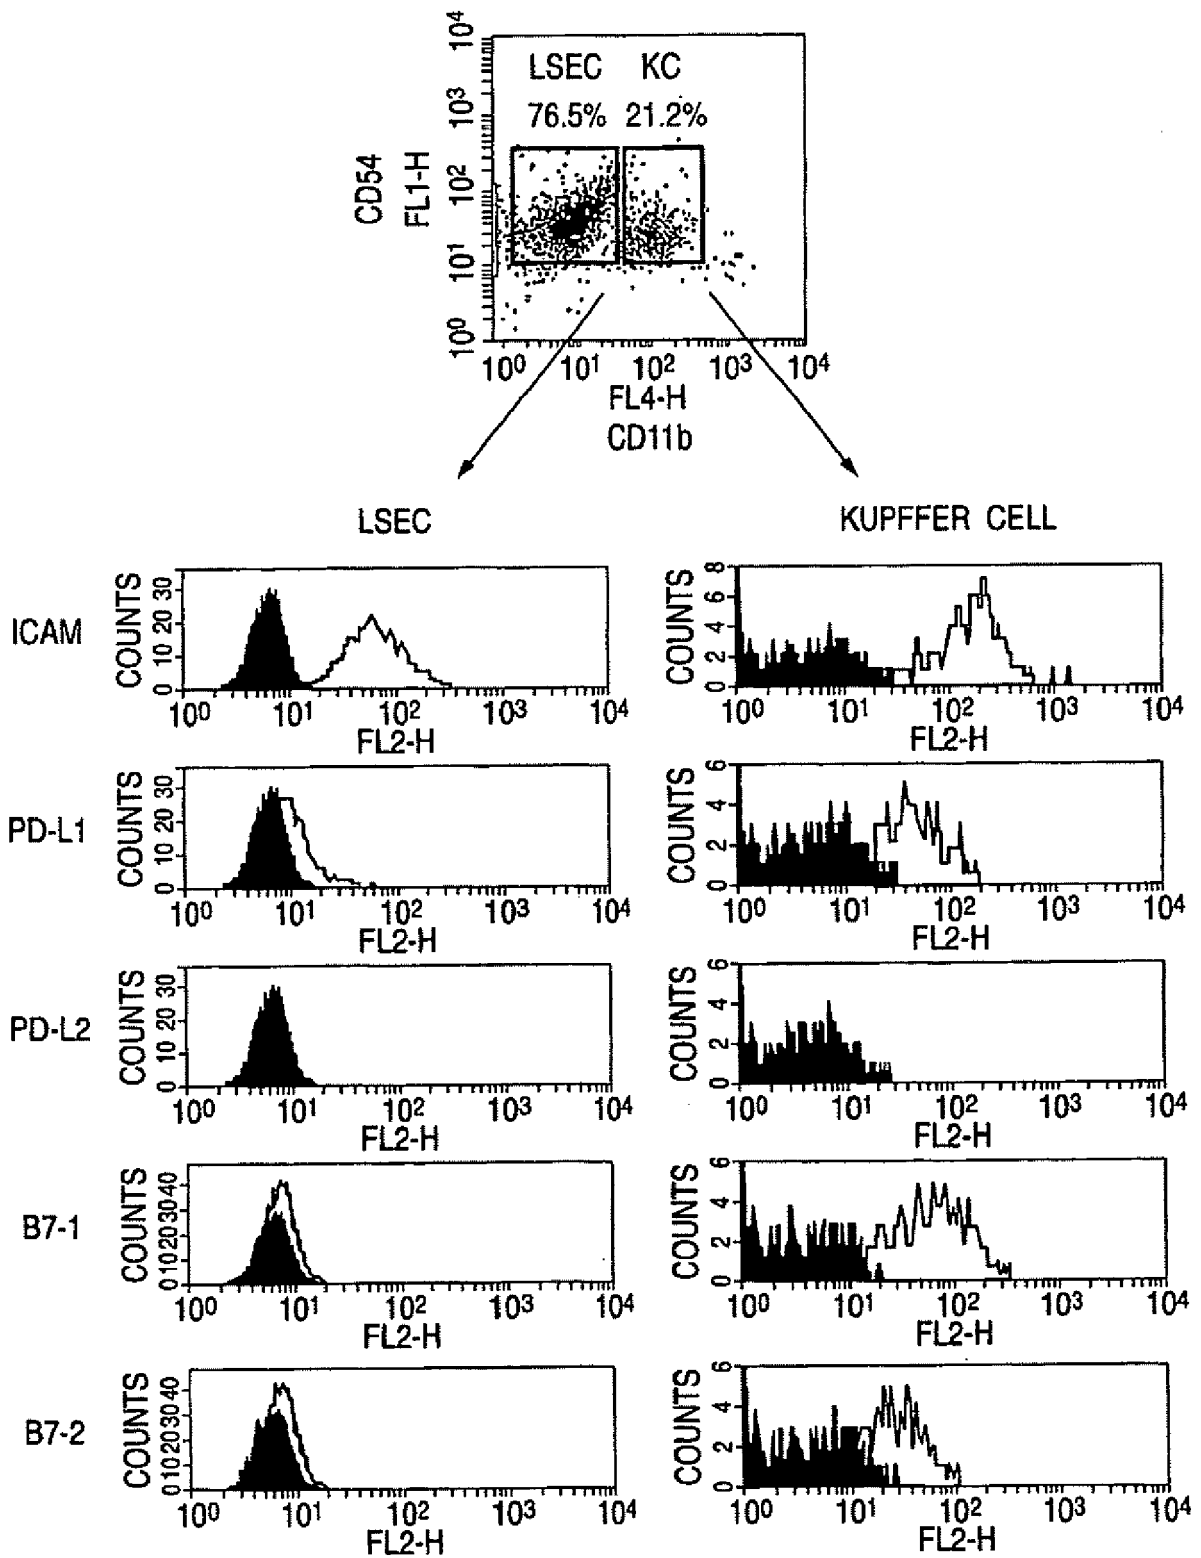 LSEC KC
76.5% 21.2%
CD54
FL1-H
10⁴
10³
10²
10¹
10⁰
10⁰ 10¹ 10² 10³ 10⁴
FL4-H
CD11b
LSEC
KUPFFER CELL
ICAM
COUNTS
0 10 20 30
10⁰ 10¹ 10² 10³ 10⁴
FL2-H
COUNTS
0 2 4 6 8
10⁰ 10¹ 10² 10³ 10⁴
FL2-H
PD-L1
COUNTS
0 10 20 30
10⁰ 10¹ 10² 10³ 10⁴
FL2-H
COUNTS
0 2 4 6
10⁰ 10¹ 10² 10³ 10⁴
FL2-H
PD-L2
COUNTS
0 10 20 30
10⁰ 10¹ 10² 10³ 10⁴
FL2-H
COUNTS
0 2 4 6
10⁰ 10¹ 10² 10³ 10⁴
FL2-H
B7-1
COUNTS
0 10 20 30 40
10⁰ 10¹ 10² 10³ 10⁴
FL2-H
COUNTS
0 2 4 6
10⁰ 10¹ 10² 10³ 10⁴
FL2-H
B7-2
COUNTS
0 10 20 30 40
10⁰ 10¹ 10² 10³ 10⁴
FL2-H
COUNTS
0 2 4 6
10⁰ 10¹ 10² 10³ 10⁴
FL2-H